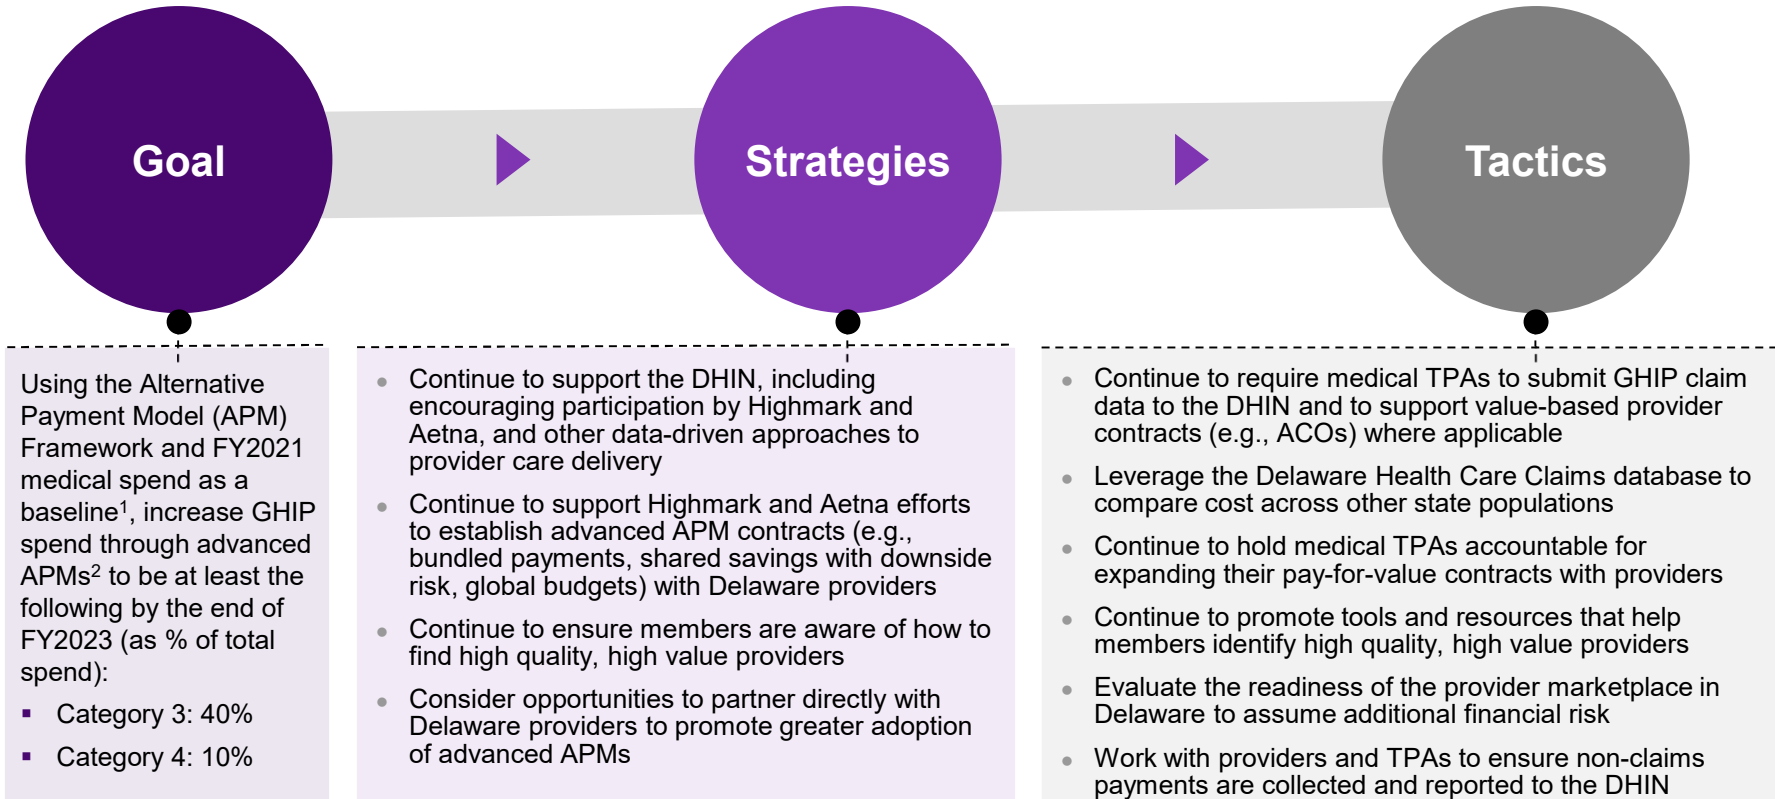 Goal
Strategies
Tactics
Using the Alternative
Payment Model (APM)
Framework and FY2021
medical spend as a
baseline¹, increase GHIP
spend through advanced
APMs² to be at least the
following by the end of
FY2023 (as % of total
spend):
▪ Category 3: 40%
▪ Category 4: 10%
• Continue to support the DHIN, including
encouraging participation by Highmark and
Aetna, and other data-driven approaches to
provider care delivery
• Continue to support Highmark and Aetna efforts
to establish advanced APM contracts (e.g.,
bundled payments, shared savings with downside
risk, global budgets) with Delaware providers
• Continue to ensure members are aware of how to
find high quality, high value providers
• Consider opportunities to partner directly with
Delaware providers to promote greater adoption
of advanced APMs
• Continue to require medical TPAs to submit GHIP claim
data to the DHIN and to support value-based provider
contracts (e.g., ACOs) where applicable
• Leverage the Delaware Health Care Claims database to
compare cost across other state populations
• Continue to hold medical TPAs accountable for
expanding their pay-for-value contracts with providers
• Continue to promote tools and resources that help
members identify high quality, high value providers
• Evaluate the readiness of the provider marketplace in
Delaware to assume additional financial risk
• Work with providers and TPAs to ensure non-claims
payments are collected and reported to the DHIN